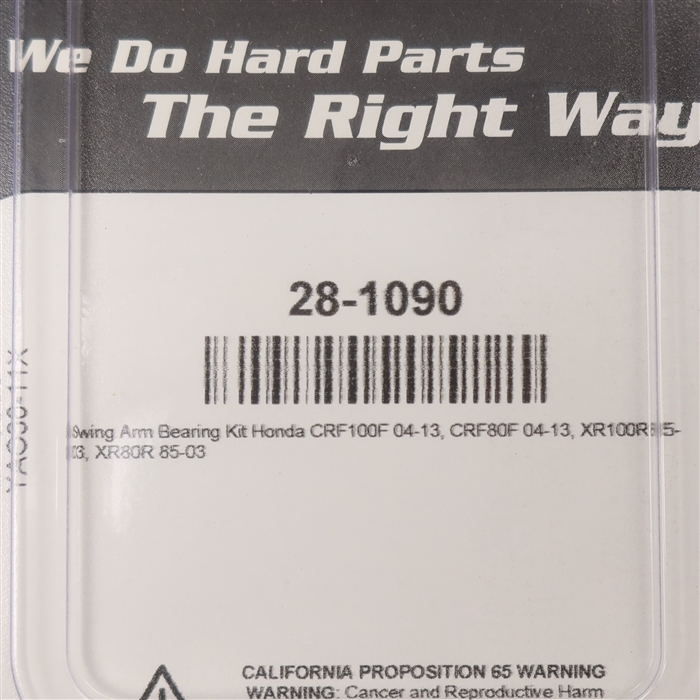 We Do Hard Parts
The Right Way
28-1090
Swing Arm Bearing Kit Honda CRF100F 04-13, CRF80F 04-13, XR100R 85-
03, XR80R 85-03
CALIFORNIA PROPOSITION 65 WARNING
WARNING: Cancer and Reproductive Harm